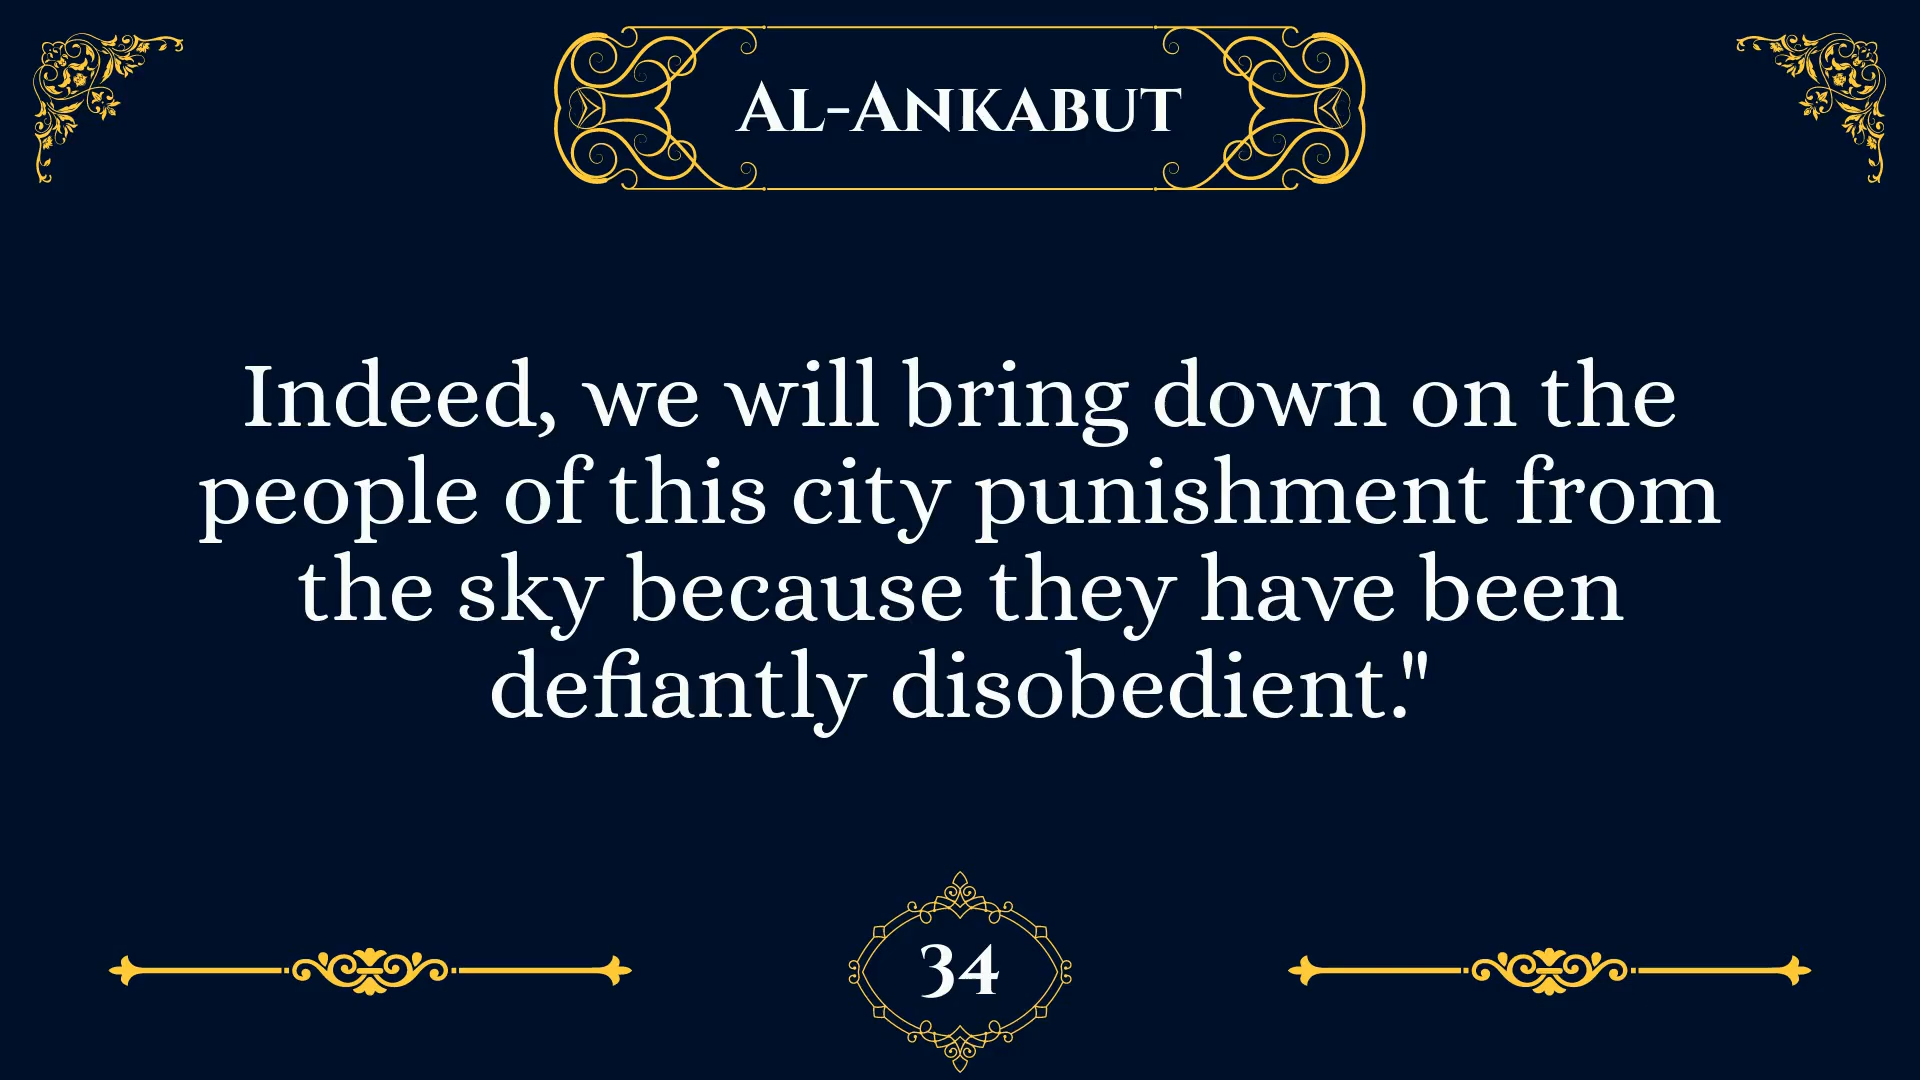 Al-Ankabut
Indeed, we will bring down on the
people of this city punishment from
the sky because they have been
defiantly disobedient."
34